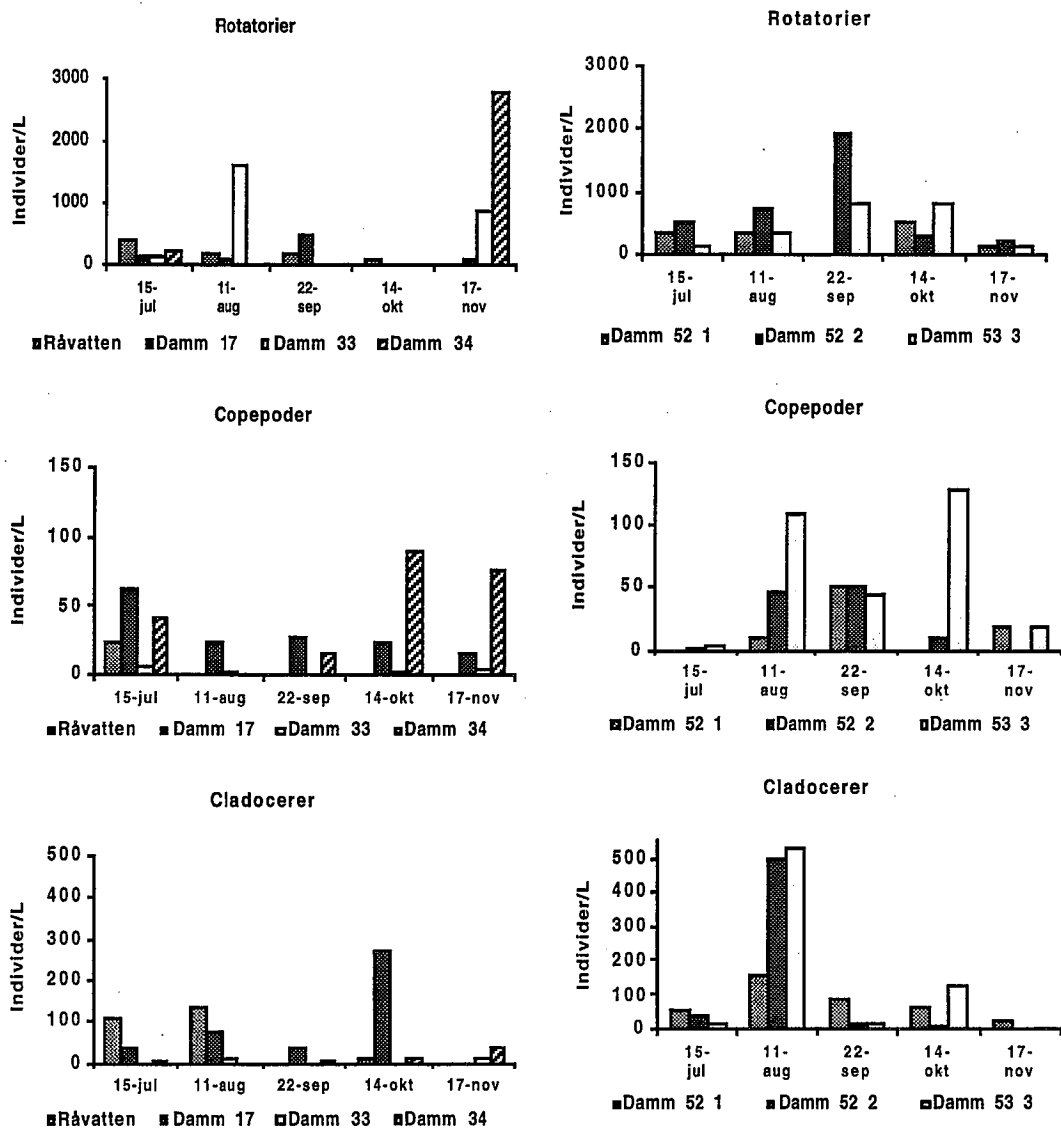 Rotatorier
Individer/L
3000
2000
1000
0
15-jul 11-aug 22-sep 14-okt 17-nov
Råvatten Damm 17 Damm 33 Damm 34
Rotatorier
Individer/L
3000
2000
1000
0
15-jul 11-aug 22-sep 14-okt 17-nov
Damm 52 1 Damm 52 2 Damm 53 3
Copepoder
Individer/L
150
100
50
0
15-jul 11-aug 22-sep 14-okt 17-nov
Råvatten Damm 17 Damm 33 Damm 34
Copepoder
Individer/L
150
100
50
0
15-jul 11-aug 22-sep 14-okt 17-nov
Damm 52 1 Damm 52 2 Damm 53 3
Cladocerer
Individer/L
500
400
300
200
100
0
15-jul 11-aug 22-sep 14-okt 17-nov
Råvatten Damm 17 Damm 33 Damm 34
Cladocerer
Individer/L
500
400
300
200
100
0
15-jul 11-aug 22-sep 14-okt 17-nov
Damm 52 1 Damm 52 2 Damm 53 3